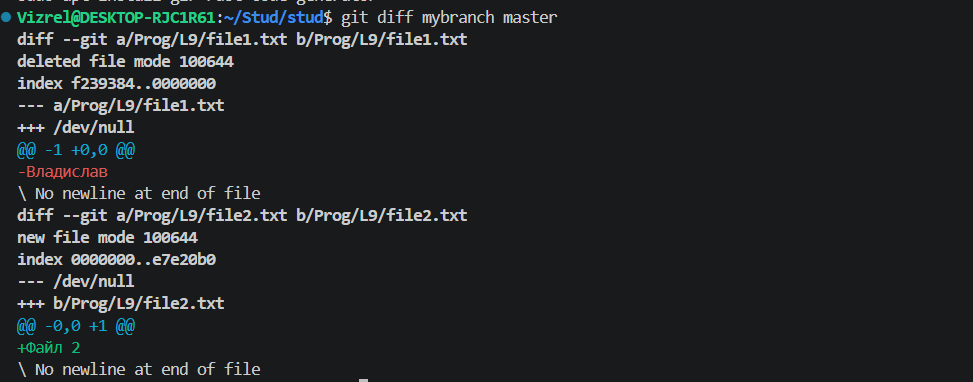 Vizrel@DESKTOP-RJC1R61:~/Stud/stud$ git diff mybranch master
diff --git a/Prog/L9/file1.txt b/Prog/L9/file1.txt
deleted file mode 100644
index f239384..0000000
--- a/Prog/L9/file1.txt
+++ /dev/null
@@ -1 +0,0 @@
-Владислав
\ No newline at end of file
diff --git a/Prog/L9/file2.txt b/Prog/L9/file2.txt
new file mode 100644
index 0000000..e7e20b0
--- /dev/null
+++ b/Prog/L9/file2.txt
@@ -0,0 +1 @@
+Файл 2
\ No newline at end of file